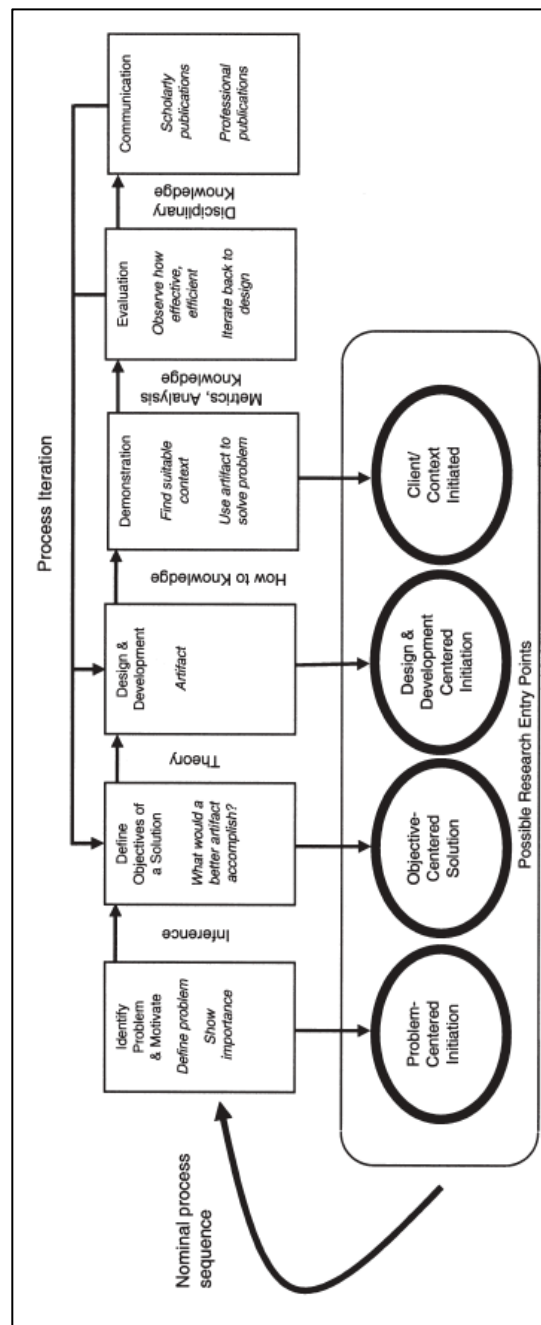 Process Iteration
Identify Problem
& Motivate
Define problem
Show
importance
Inference
Define
Objectives of
a Solution
What would a
better artifact
accomplish?
Theory
Design &
Development
Artifact
How to Knowledge
Demonstration
Find suitable
context
Use artifact to
solve problem
Metrics, Analysis
Knowledge
Evaluation
Observe how
effective,
efficient
Iterate back to
design
Disciplinary
Knowledge
Communication
Scholarly
publications
Professional
publications
Nominal process
sequence
Problem-
Centered
Initiation
Objective-
Centered
Solution
Design &
Development
Centered
Initiation
Client/
Context
Initiated
Possible Research Entry Points